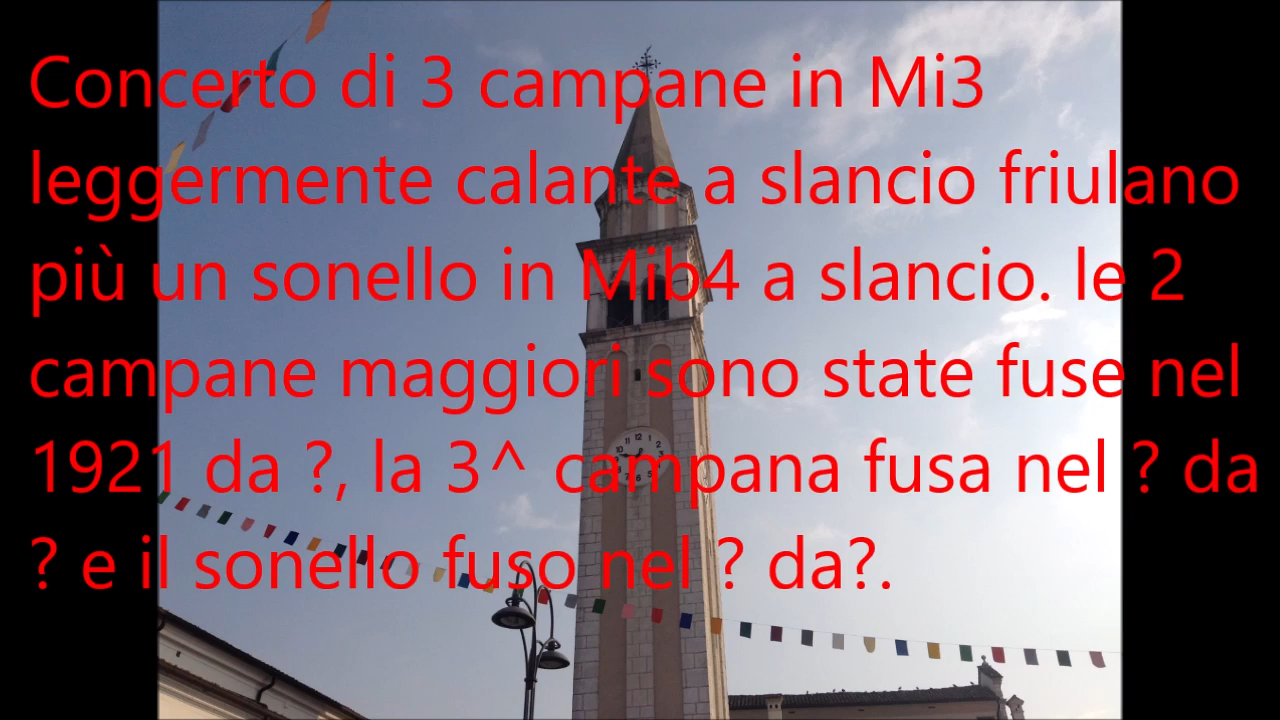 Concerto di 3 campane in Mi3
leggermente calante a slancio friulano
più un sonello in Mib4 a slancio. le 2
campane maggiori sono state fuse nel
1921 da ?, la 3^ campana fusa nel ? da
? e il sonello fuso nel ? da?.